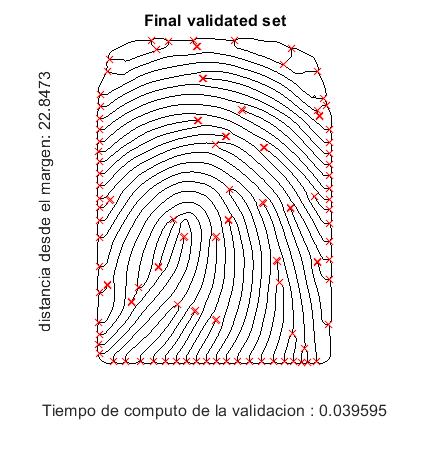 Final validated set
distancia desde el margen: 22.8473
Tiempo de computo de la validacion : 0.039595